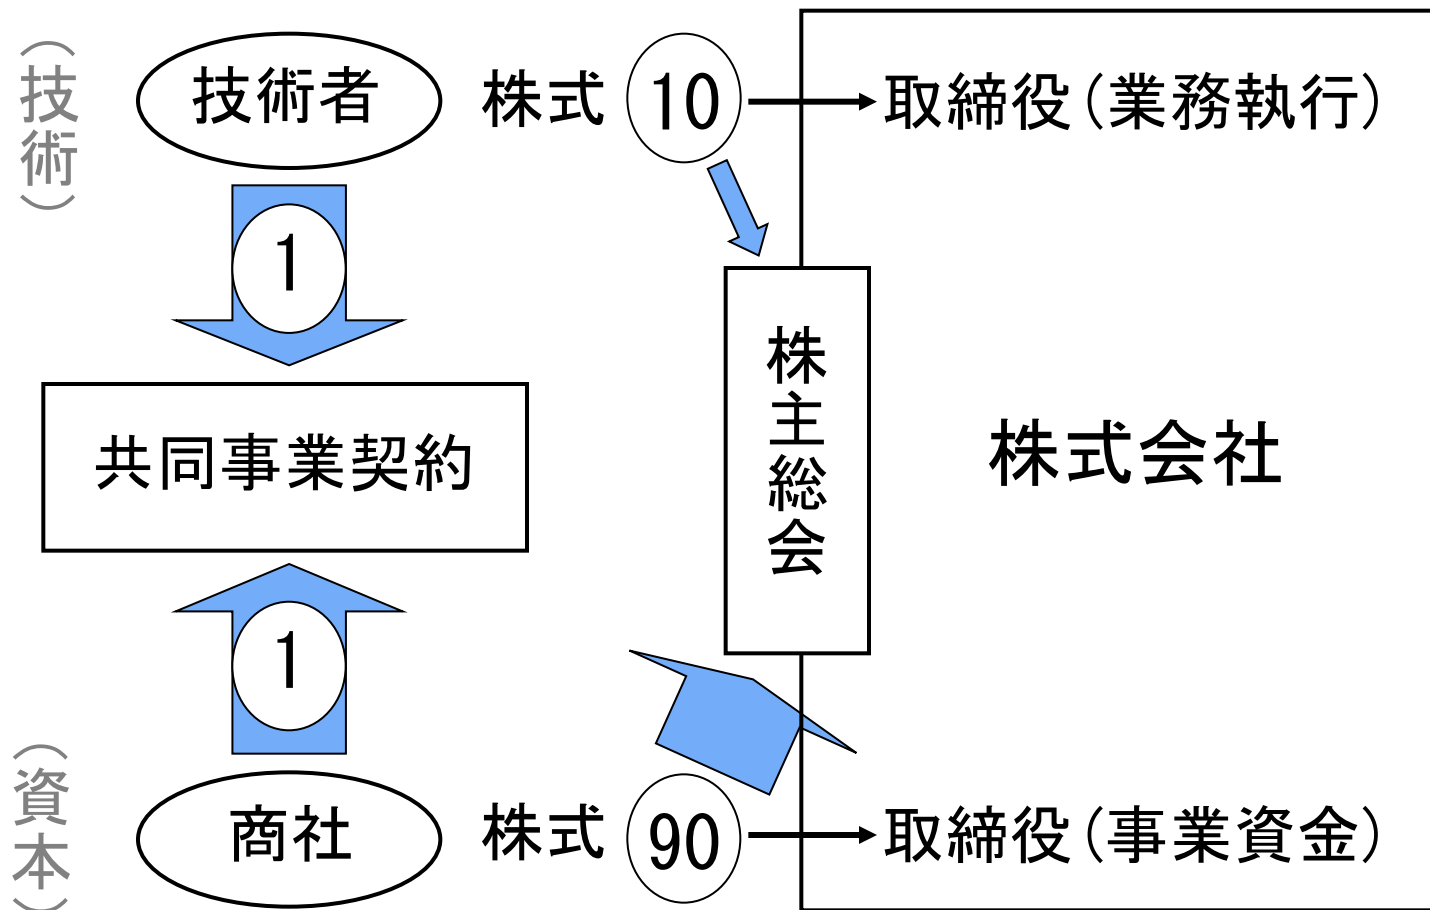 （技術）
技術者
株式
10
取締役（業務執行）
1
共同事業契約
株主総会
株式会社
1
（資本）
商社
株式
90
取締役（事業資金）